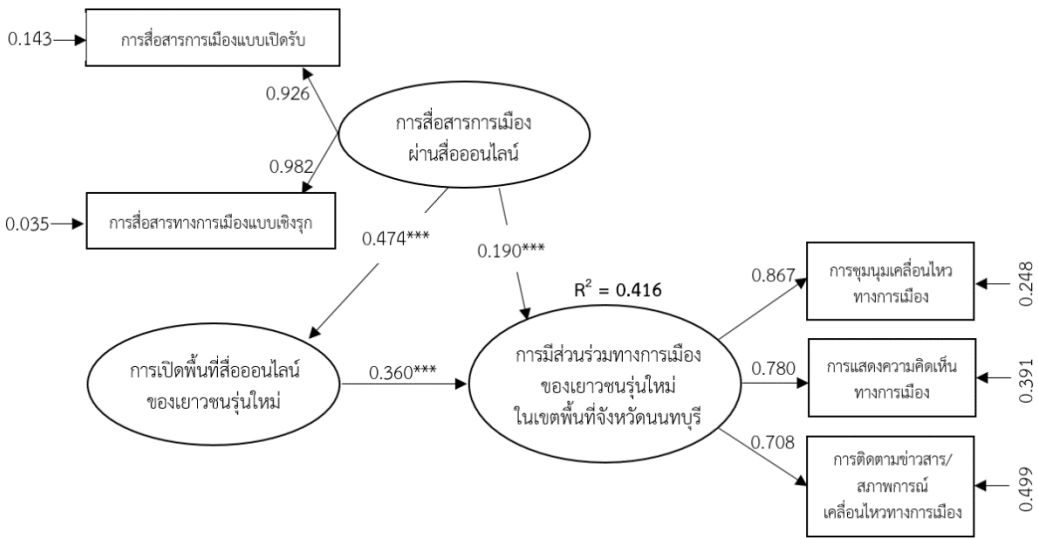 0.143
การสื่อสารการเมืองแบบเปิดรับ
0.926
การสื่อสารการเมือง
ผ่านสื่อออนไลน์
0.982
0.035
การสื่อสารทางการเมืองแบบเชิงรุก
0.474***
0.190***
R² = 0.416
การเปิดพื้นที่สื่อออนไลน์
ของเยาวชนรุ่นใหม่
0.360***
การมีส่วนร่วมทางการเมือง
ของเยาวชนรุ่นใหม่
ในเขตพื้นที่จังหวัดนนทบุรี
0.867
การชุมนุมเคลื่อนไหว
ทางการเมือง
0.248
0.780
การแสดงความคิดเห็น
ทางการเมือง
0.391
0.708
การติดตามข่าวสาร/
สภาพการณ์
เคลื่อนไหวทางการเมือง
0.499